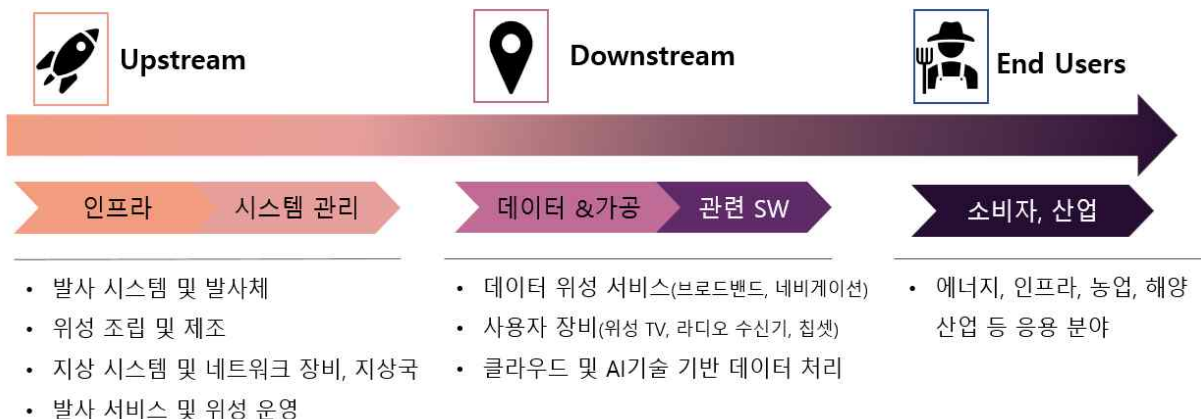 Upstream
Downstream
End Users
인프라
시스템 관리
데이터 &가공
관련 SW
소비자, 산업
• 발사 시스템 및 발사체
• 위성 조립 및 제조
• 지상 시스템 및 네트워크 장비, 지상국
• 발사 서비스 및 위성 운영
• 데이터 위성 서비스(브로드밴드, 네비게이션)
• 사용자 장비(위성 TV, 라디오 수신기, 칩셋)
• 클라우드 및 AI기술 기반 데이터 처리
• 에너지, 인프라, 농업, 해양
산업 등 응용 분야